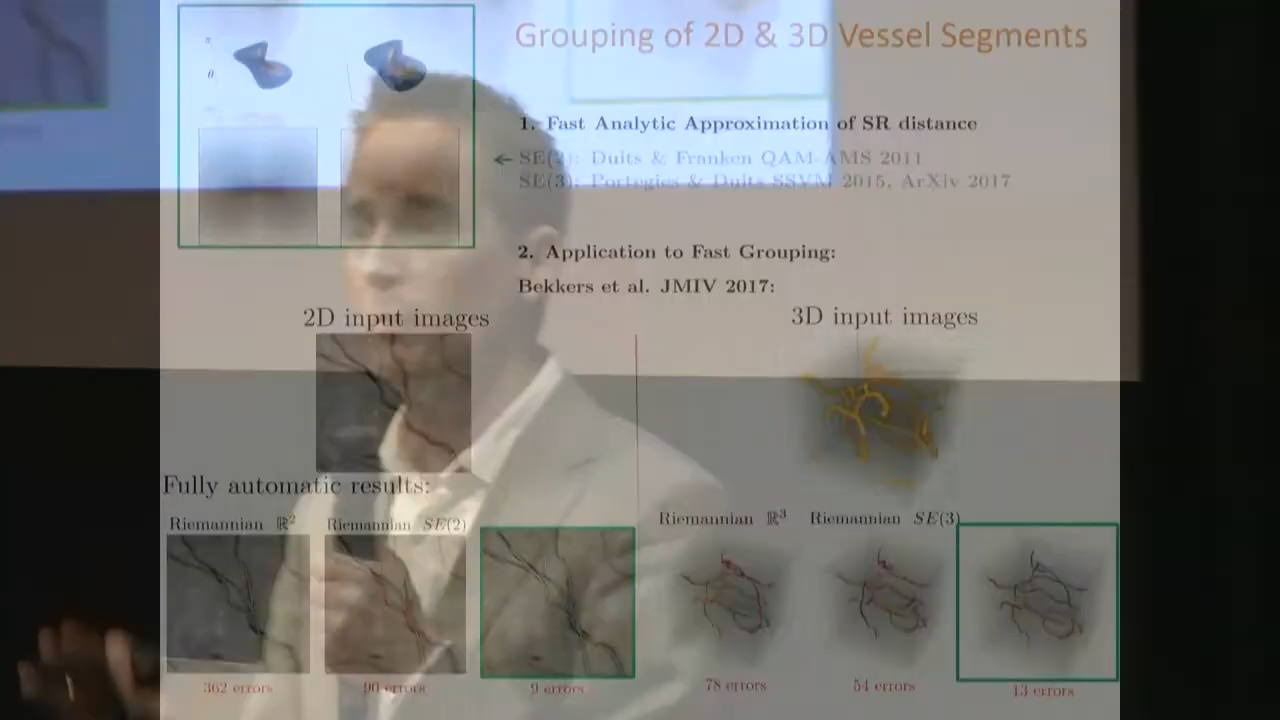 Grouping of 2D & 3D Vessel Segments
π
θ
1. Fast Analytic Approximation of SR distance
← SE(2): Duits & Franken QAM-AMS 2011
SE(3): Portegies & Duits SSVM 2015, ArXiv 2017
2. Application to Fast Grouping:
Bekkers et al. JMIV 2017:
2D input images
3D input images
Fully automatic results:
Riemannian ℝ²
Riemannian SE(2)
Riemannian ℝ³
Riemannian SE(3)
362 errors
90 errors
9 errors
78 errors
54 errors
13 errors